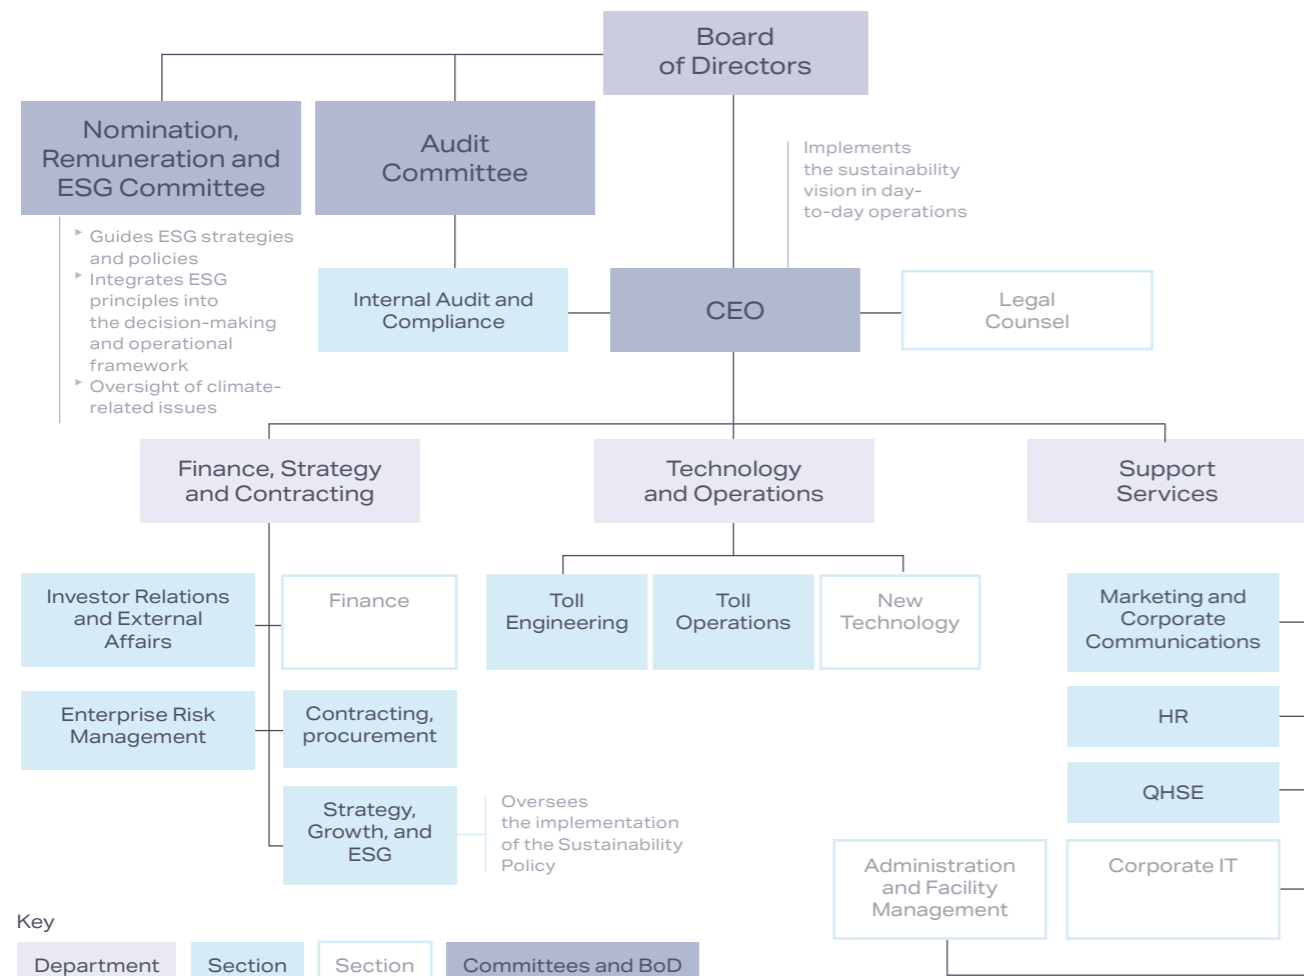 Board
of Directors
Nomination,
Remuneration and
ESG Committee
Audit
Committee
Implements
the sustainability
vision in day-
to-day operations
‣ Guides ESG strategies
and policies
‣ Integrates ESG
principles into
the decision-making
and operational
framework
‣ Oversight of climate-
related issues
Internal Audit and
Compliance
CEO
Legal
Counsel
Finance, Strategy
and Contracting
Technology
and Operations
Support
Services
Investor Relations
and External
Affairs
Finance
Toll
Engineering
Toll
Operations
New
Technology
Marketing and
Corporate
Communications
Enterprise Risk
Management
Contracting,
procurement
HR
QHSE
Strategy,
Growth, and
ESG
Oversees
the implementation
of the Sustainability
Policy
Administration
and Facility
Management
Corporate IT
Key
Department
Section
Section
Committees and BoD